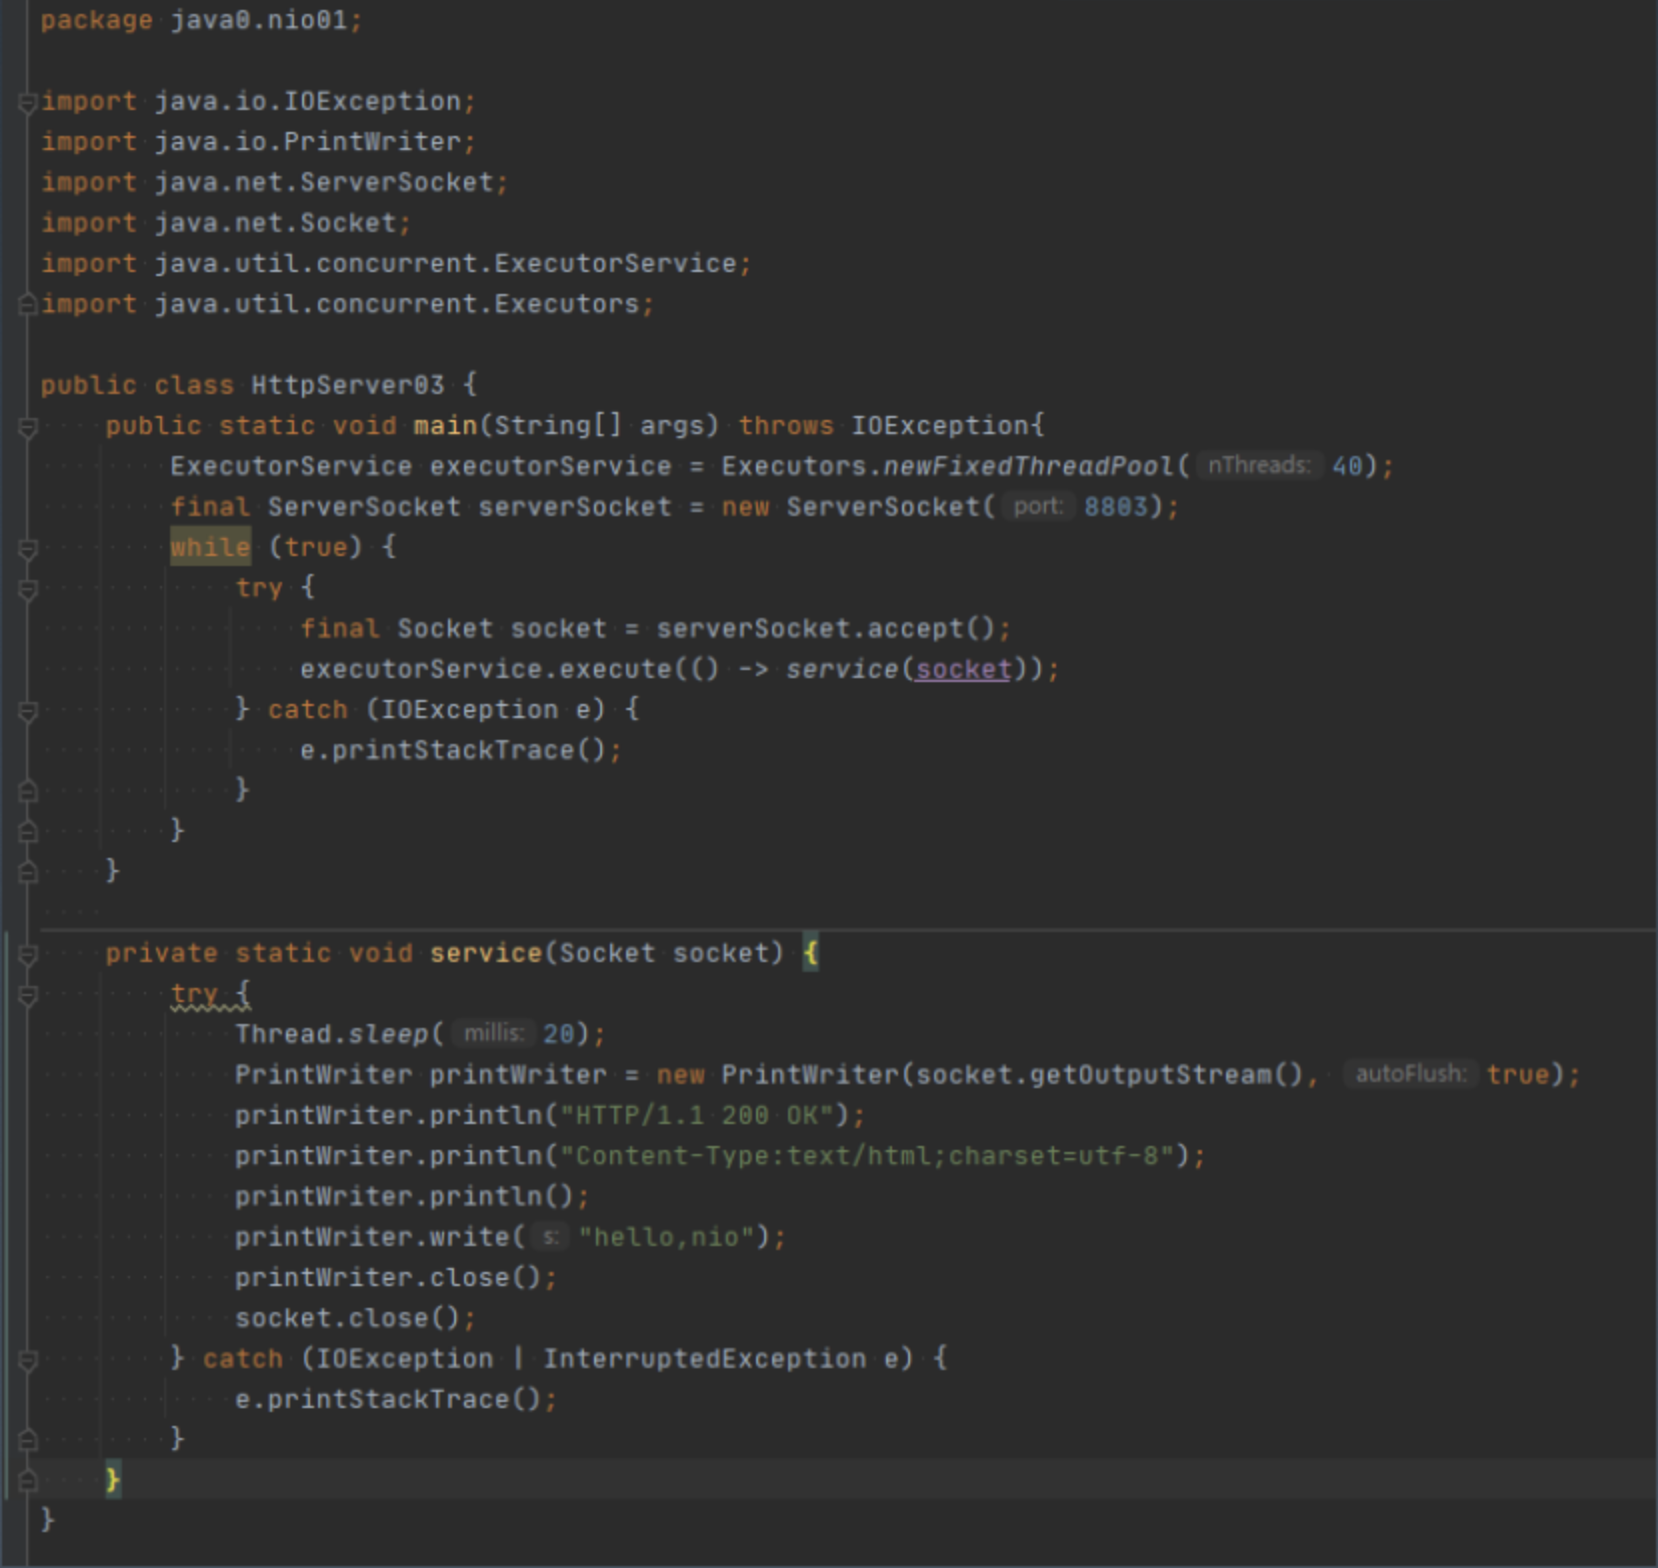 package java0.nio01;
import java.io.IOException;
import java.io.PrintWriter;
import java.net.ServerSocket;
import java.net.Socket;
import java.util.concurrent.ExecutorService;
import java.util.concurrent.Executors;
public class HttpServer03 {
public static void main(String[] args) throws IOException{
ExecutorService executorService = Executors.newFixedThreadPool( nThreads: 40);
final ServerSocket serverSocket = new ServerSocket( port: 8803);
while (true) {
try {
final Socket socket = serverSocket.accept();
executorService.execute(() -> service(socket));
} catch (IOException e) {
e.printStackTrace();
}
}
}
private static void service(Socket socket) {
try {
Thread.sleep( millis: 20);
PrintWriter printWriter = new PrintWriter(socket.getOutputStream(), autoFlush: true);
printWriter.println("HTTP/1.1 200 OK");
printWriter.println("Content-Type:text/html;charset=utf-8");
printWriter.println();
printWriter.write( s: "hello,nio");
printWriter.close();
socket.close();
} catch (IOException | InterruptedException e) {
e.printStackTrace();
}
}
}